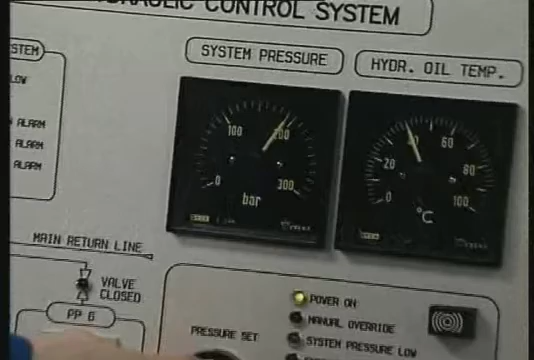 HYDRAULIC CONTROL SYSTEM
SYSTEM PRESSURE
HYDR. OIL TEMP.
STEM
LOW
ALARM
ALARM
ALARM
100
200
0
300
bar
20
60
80
0
100
°C
MAIN RETURN LINE
VALVE
CLOSED
PP 6
POWER ON
MANUAL OVERRIDE
SYSTEM PRESSURE LOW
PRESSURE SET